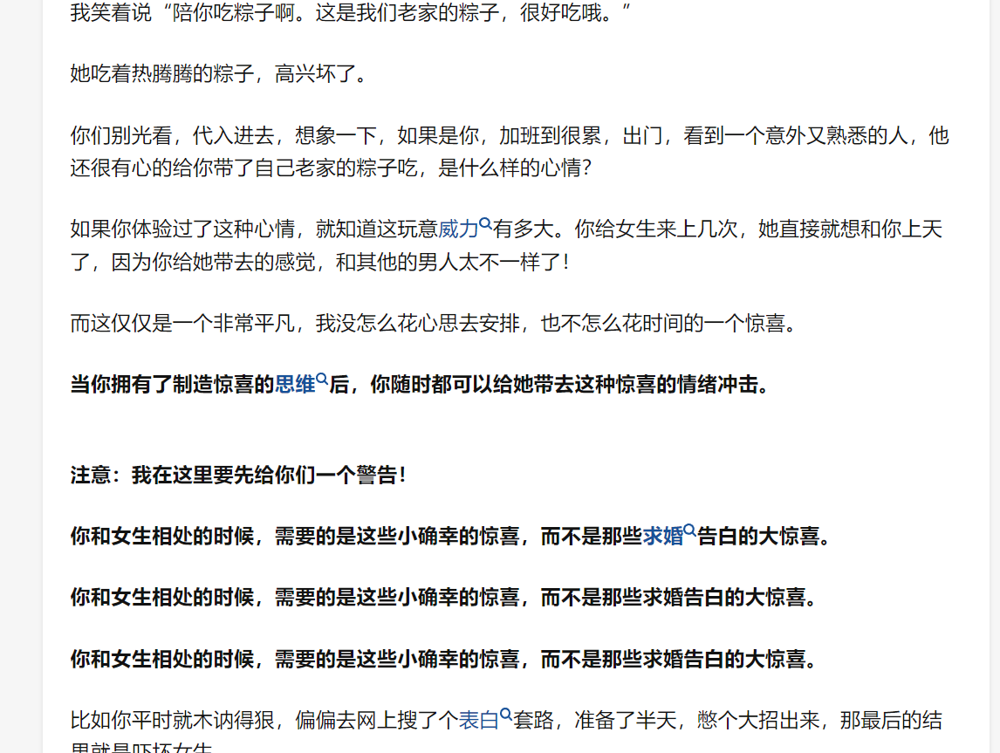 我笑着说“陪你吃粽子啊。这是我们老家的粽子，很好吃哦。”
她吃着热腾腾的粽子，高兴坏了。
你们别光看，代入进去，想象一下，如果是你，加班到很累，出门，看到一个意外又熟悉的人，他
还很有心的给你带了自己老家的粽子吃，是什么样的心情？
如果你体验过了这种心情，就知道这玩意威力有多大。你给女生来上几次，她直接就想和你上天
了，因为你给她带去的感觉，和其他的男人太不一样了！
而这仅仅是一个非常平凡，我没怎么花心思去安排，也不怎么花时间的一个惊喜。
当你拥有了制造惊喜的思维后，你随时都可以给她带去这种惊喜的情绪冲击。
注意：我在这里要先给你们一个警告！
你和女生相处的时候，需要的是这些小确幸的惊喜，而不是那些求婚告白的大惊喜。
你和女生相处的时候，需要的是这些小确幸的惊喜，而不是那些求婚告白的大惊喜。
你和女生相处的时候，需要的是这些小确幸的惊喜，而不是那些求婚告白的大惊喜。
比如你平时就木讷得狠，偏偏去网上搜了个表白套路，准备了半天，憋个大招出来，那最后的结
果就是吓坏女生